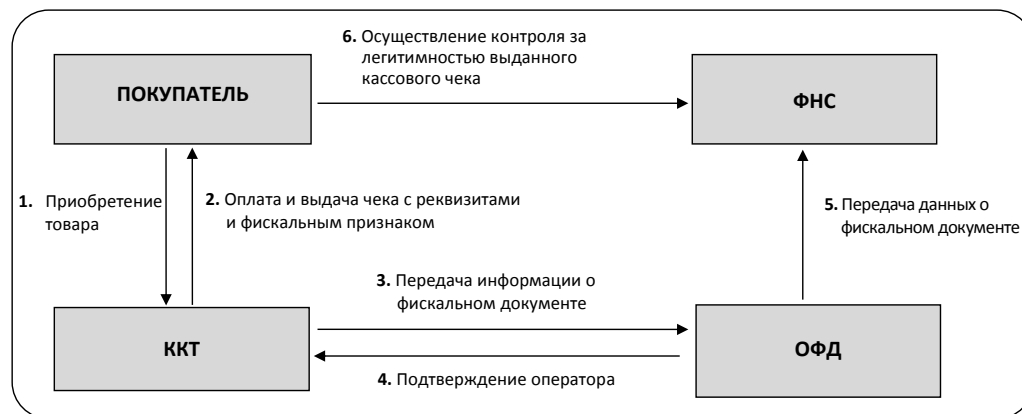 6. Осуществление контроля за
легитимностью выданного
кассового чека
ПОКУПАТЕЛЬ
ФНС
1. Приобретение
товара
2. Оплата и выдача чека с реквизитами
и фискальным признаком
5. Передача данных о
фискальном документе
3. Передача информации о
фискальном документе
ККТ
ОФД
4. Подтверждение оператора